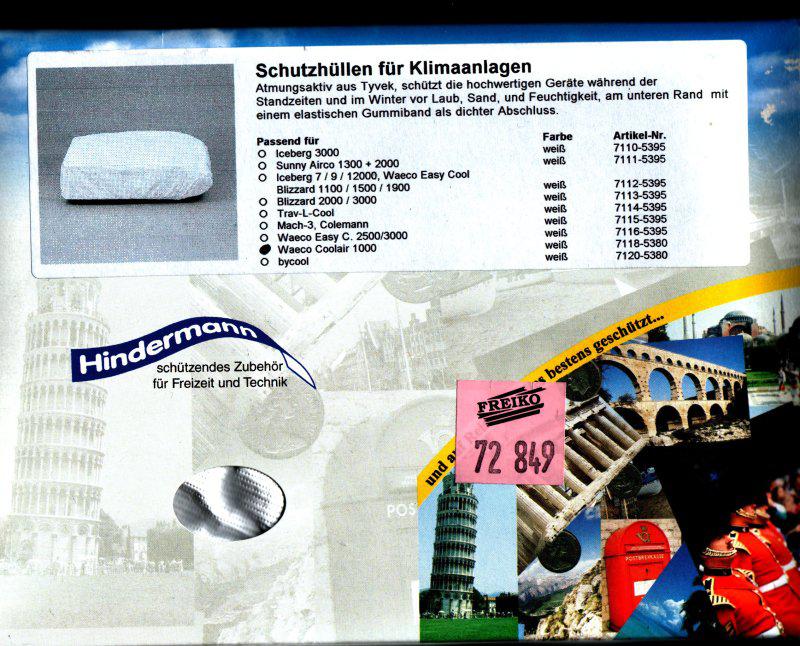 Schutzhüllen für Klimaanlagen
Atmungsaktiv aus Tyvek, schützt die hochwertigen Geräte während der
Standzeiten und im Winter vor Laub, Sand, und Feuchtigkeit, am unteren Rand mit
einem elastischen Gummiband als dichter Abschluss.
Passend für Farbe Artikel-Nr.
Iceberg 3000 weiß 7110-5395
Sunny Airco 1300 + 2000 weiß 7111-5395
Iceberg 7 / 9 / 12000, Waeco Easy Cool
Blizzard 1100 / 1500 / 1900 weiß 7112-5395
Blizzard 2000 / 3000 weiß 7113-5395
Trav-L-Cool weiß 7114-5395
Mach-3, Colemann weiß 7115-5395
Waeco Easy C. 2500/3000 weiß 7116-5395
Waeco Coolair 1000 weiß 7118-5380
bycool weiß 7120-5380
Hindermann
schützendes Zubehör
für Freizeit und Technik
und a s bestens geschützt...
FREIKO
72 849
POS
POSTBREVKASSE